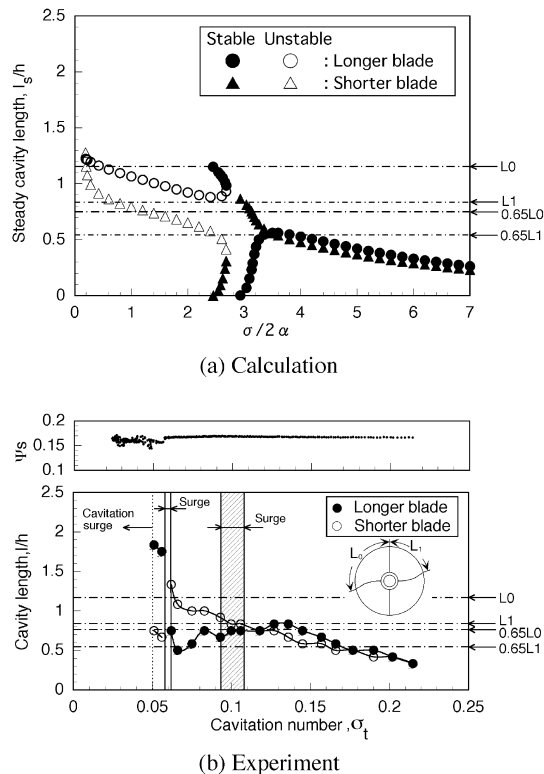 2.5
Stable Unstable
: Longer blade
: Shorter blade
2
1.5
1
0.5
0
Steady cavity length, ls/h
L0
L1
0.65L0
0.65L1
0 1 2 3 4 5 6 7
σ/2α
(a) Calculation
0.2
0.15
0.1
Ψs
2.5
2
1.5
1
0.5
0
Cavity length,l/h
Cavitation
surge
Surge
Surge
Longer blade
Shorter blade
L0 L1
L0
L1
0.65L0
0.65L1
0 0.05 0.1 0.15 0.2 0.25
Cavitation number ,σt
(b) Experiment